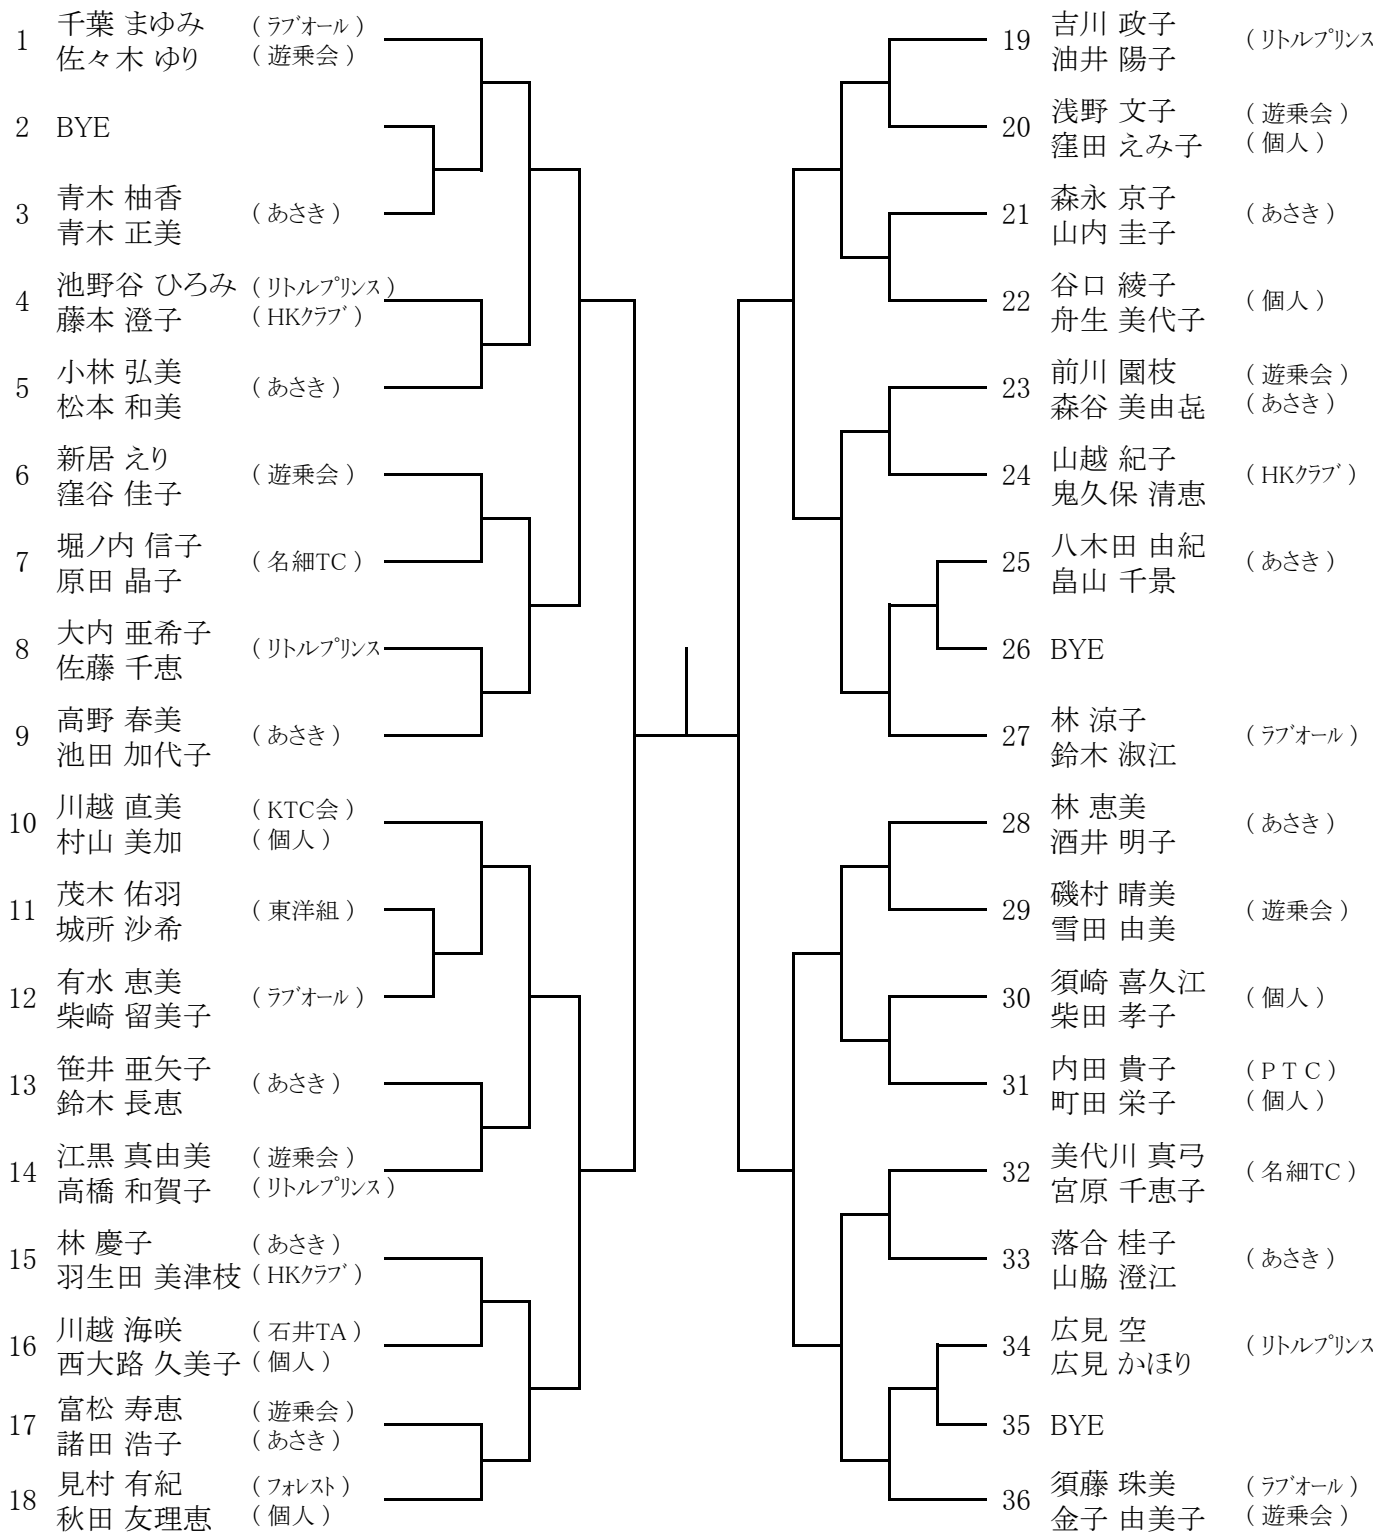 1 千葉 まゆみ (ラブオール)
佐々木 ゆり (遊乗会)
2 BYE
3 青木 柚香 (あさき)
青木 正美
4 池野谷 ひろみ (リトルプリンス)
藤本 澄子 (HKクラブ)
5 小林 弘美 (あさき)
松本 和美
6 新居 えり (遊乗会)
窪谷 佳子
7 堀ノ内 信子 (名細TC)
原田 晶子
8 大内 亜希子 (リトルプリンス
佐藤 千恵
9 高野 春美 (あさき)
池田 加代子
10 川越 直美 (KTC会)
村山 美加 (個人)
11 茂木 佑羽 (東洋組)
城所 沙希
12 有水 恵美 (ラブオール)
柴崎 留美子
13 笹井 亜矢子 (あさき)
鈴木 長恵
14 江黒 真由美 (遊乗会)
高橋 和賀子 (リトルプリンス)
15 林 慶子 (あさき)
羽生田 美津枝 (HKクラブ)
16 川越 海咲 (石井TA)
西大路 久美子 (個人)
17 富松 寿恵 (遊乗会)
諸田 浩子 (あさき)
18 見村 有紀 (フォレスト)
秋田 友理恵 (個人)
19 吉川 政子 (リトルプリンス
油井 陽子
20 浅野 文子 (遊乗会)
窪田 えみ子 (個人)
21 森永 京子 (あさき)
山内 圭子
22 谷口 綾子 (個人)
舟生 美代子
23 前川 園枝 (遊乗会)
森谷 美由㐂 (あさき)
24 山越 紀子 (HKクラブ)
鬼久保 清恵
25 八木田 由紀 (あさき)
畠山 千景
26 BYE
27 林 涼子 (ラブオール)
鈴木 淑江
28 林 恵美 (あさき)
酒井 明子
29 磯村 晴美 (遊乗会)
雪田 由美
30 須崎 喜久江 (個人)
柴田 孝子
31 内田 貴子 (PTC)
町田 栄子 (個人)
32 美代川 真弓 (名細TC)
宮原 千恵子
33 落合 桂子 (あさき)
山脇 澄江
34 広見 空 (リトルプリンス
広見 かほり
35 BYE
36 須藤 珠美 (ラブオール)
金子 由美子 (遊乗会)